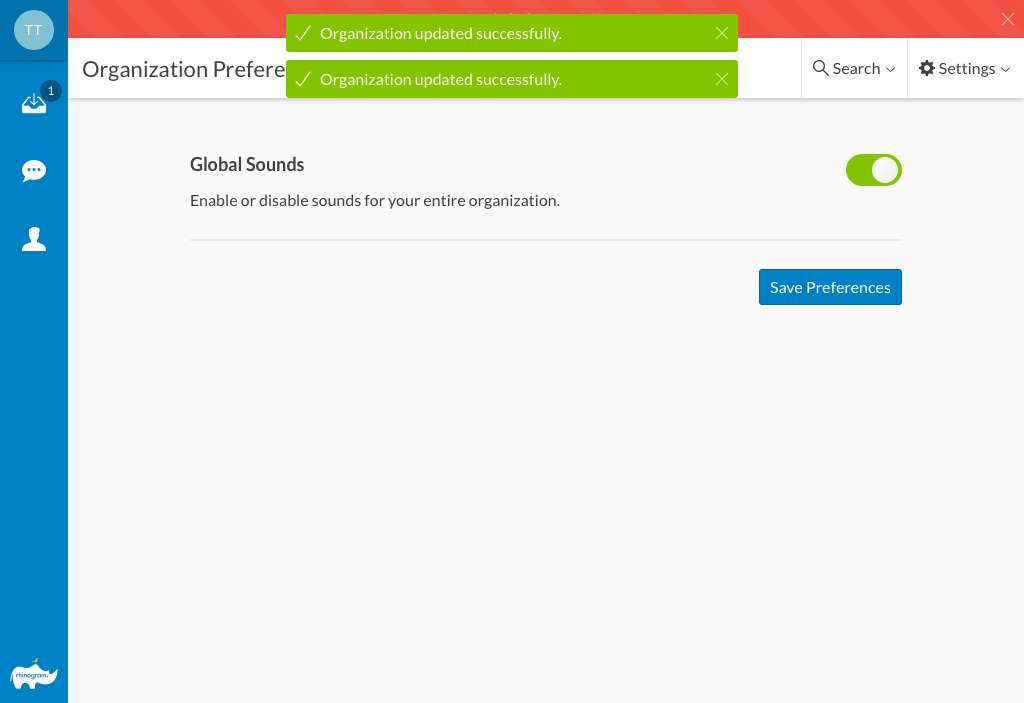 TT
Organization updated successfully.
1
Organization Prefere
Organization updated successfully.
Search
Settings
Global Sounds
Enable or disable sounds for your entire organization.
Save Preferences
rhinogram